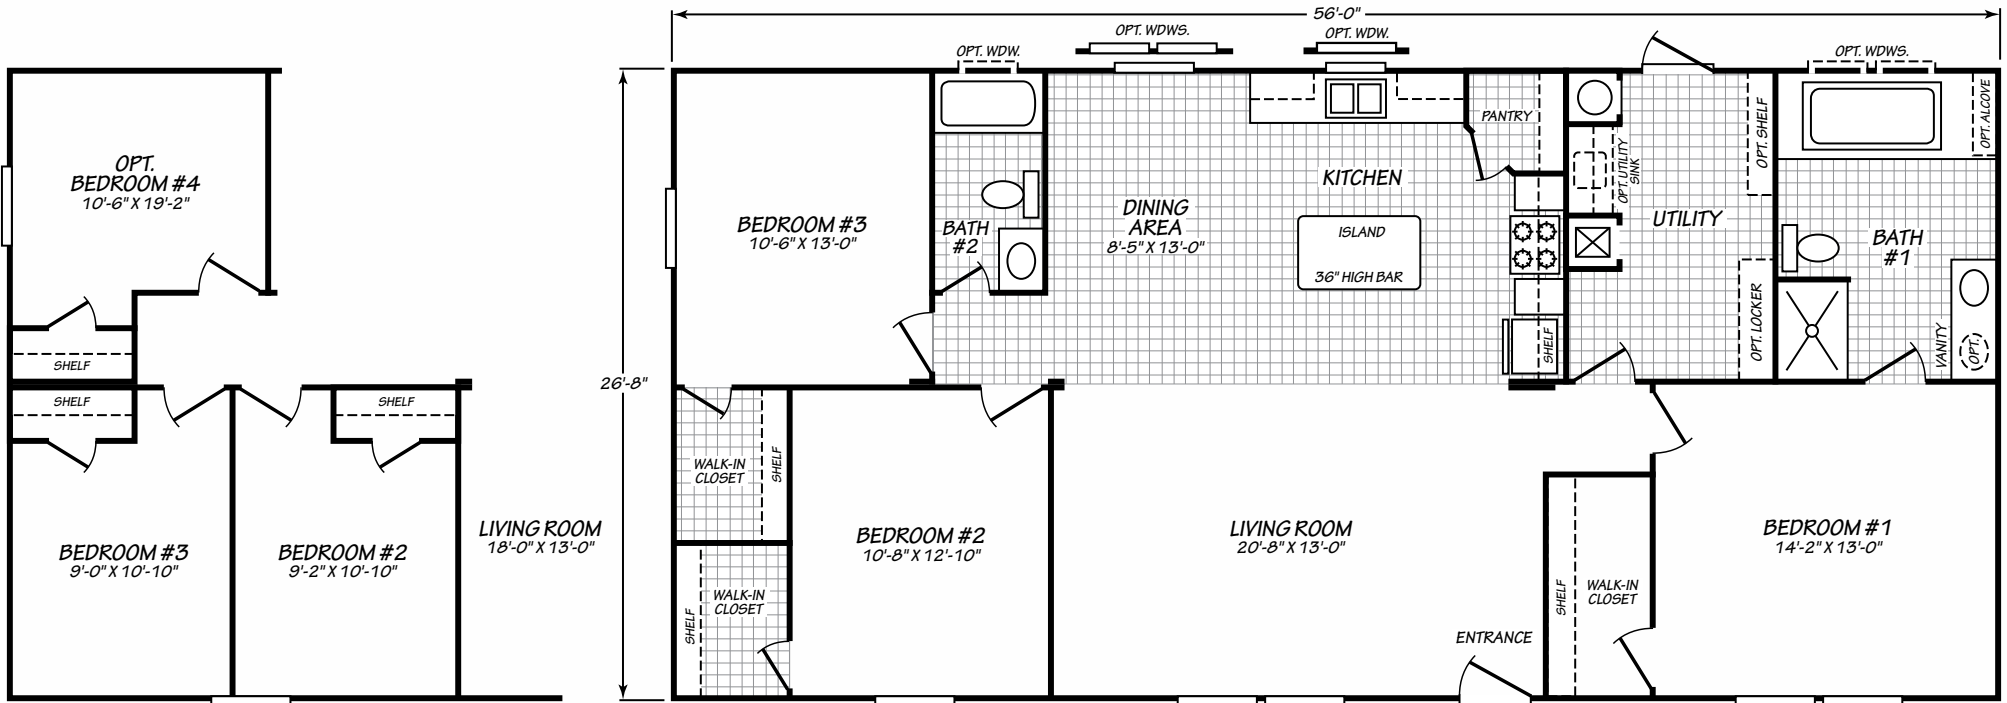 56'-0"
OPT. WDW.
OPT. WDWS.
OPT. WDW.
OPT. WDWS.
OPT.
BEDROOM #4
10'-6" X 19'-2"
SHELF
SHELF
SHELF
BEDROOM #3
9'-0" X 10'-10"
BEDROOM #2
9'-2" X 10'-10"
LIVING ROOM
18'-0" X 13'-0"
26'-8"
BEDROOM #3
10'-6" X 13'-0"
BATH
#2
DINING
AREA
8'-5" X 13'-0"
KITCHEN
ISLAND
36" HIGH BAR
PANTRY
SHELF
OPT. UTILITY
SINK
UTILITY
OPT. SHELF
OPT. LOCKER
OPT. ALCOVE
BATH
#1
VANITY
OPT.
WALK-IN
CLOSET
SHELF
WALK-IN
CLOSET
SHELF
BEDROOM #2
10'-8" X 12'-10"
LIVING ROOM
20'-8" X 13'-0"
ENTRANCE
SHELF
WALK-IN
CLOSET
BEDROOM #1
14'-2" X 13'-0"